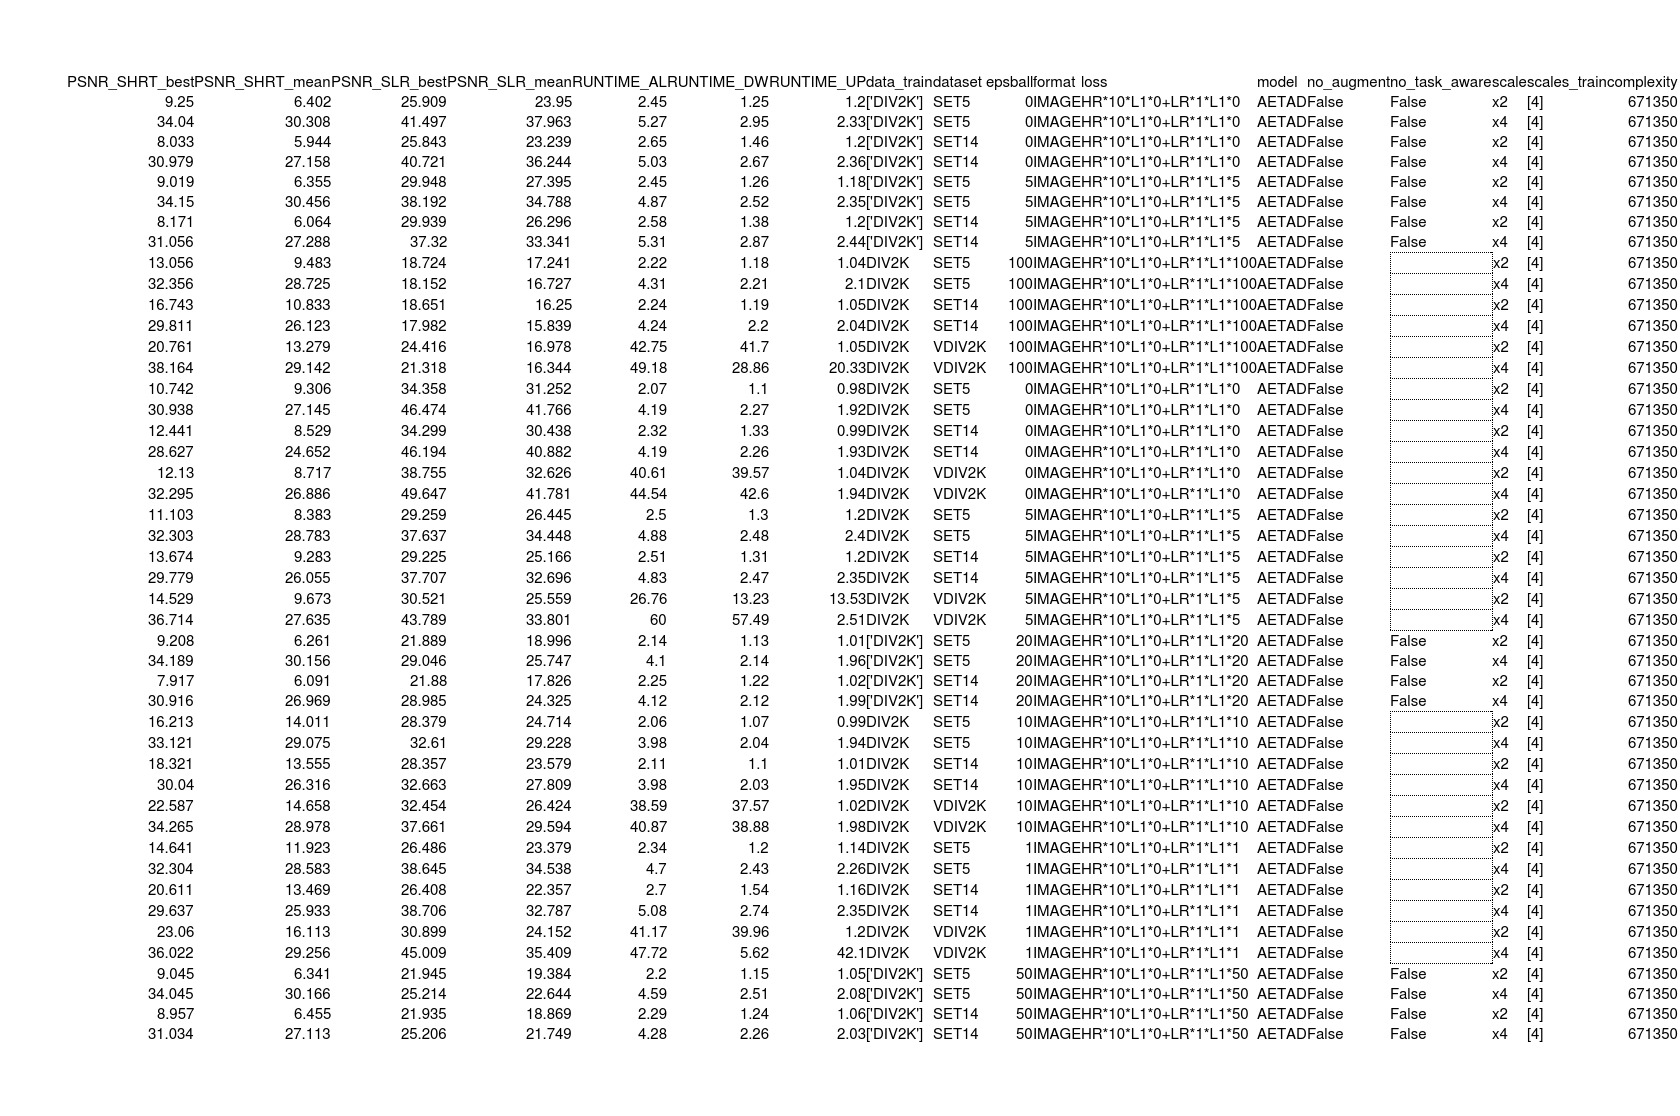 PSNR_SHRT_best PSNR_SHRT_mean PSNR_SLR_best PSNR_SLR_mean RUNTIME_AL RUNTIME_DW RUNTIME_UP data_train dataset epsball format loss model no_augment no_task_aware scale scales_train complexity
9.25 6.402 25.909 23.95 2.45 1.25 1.2 ['DIV2K'] SET5 0 IMAGE HR*10*L1*0+LR*1*L1*0 AETAD False False x2 [4] 671350
34.04 30.308 41.497 37.963 5.27 2.95 2.33 ['DIV2K'] SET5 0 IMAGE HR*10*L1*0+LR*1*L1*0 AETAD False False x4 [4] 671350
8.033 5.944 25.843 23.239 2.65 1.46 1.2 ['DIV2K'] SET14 0 IMAGE HR*10*L1*0+LR*1*L1*0 AETAD False False x2 [4] 671350
30.979 27.158 40.721 36.244 5.03 2.67 2.36 ['DIV2K'] SET14 0 IMAGE HR*10*L1*0+LR*1*L1*0 AETAD False False x4 [4] 671350
9.019 6.355 29.948 27.395 2.45 1.26 1.18 ['DIV2K'] SET5 5 IMAGE HR*10*L1*0+LR*1*L1*5 AETAD False False x2 [4] 671350
34.15 30.456 38.192 34.788 4.87 2.52 2.35 ['DIV2K'] SET5 5 IMAGE HR*10*L1*0+LR*1*L1*5 AETAD False False x4 [4] 671350
8.171 6.064 29.939 26.296 2.58 1.38 1.2 ['DIV2K'] SET14 5 IMAGE HR*10*L1*0+LR*1*L1*5 AETAD False False x2 [4] 671350
31.056 27.288 37.32 33.341 5.31 2.87 2.44 ['DIV2K'] SET14 5 IMAGE HR*10*L1*0+LR*1*L1*5 AETAD False False x4 [4] 671350
13.056 9.483 18.724 17.241 2.22 1.18 1.04 DIV2K SET5 100 IMAGE HR*10*L1*0+LR*1*L1*100 AETAD False x2 [4] 671350
32.356 28.725 18.152 16.727 4.31 2.21 2.1 DIV2K SET5 100 IMAGE HR*10*L1*0+LR*1*L1*100 AETAD False x4 [4] 671350
16.743 10.833 18.651 16.25 2.24 1.19 1.05 DIV2K SET14 100 IMAGE HR*10*L1*0+LR*1*L1*100 AETAD False x2 [4] 671350
29.811 26.123 17.982 15.839 4.24 2.2 2.04 DIV2K SET14 100 IMAGE HR*10*L1*0+LR*1*L1*100 AETAD False x4 [4] 671350
20.761 13.279 24.416 16.978 42.75 41.7 1.05 DIV2K VDIV2K 100 IMAGE HR*10*L1*0+LR*1*L1*100 AETAD False x2 [4] 671350
38.164 29.142 21.318 16.344 49.18 28.86 20.33 DIV2K VDIV2K 100 IMAGE HR*10*L1*0+LR*1*L1*100 AETAD False x4 [4] 671350
10.742 9.306 34.358 31.252 2.07 1.1 0.98 DIV2K SET5 0 IMAGE HR*10*L1*0+LR*1*L1*0 AETAD False x2 [4] 671350
30.938 27.145 46.474 41.766 4.19 2.27 1.92 DIV2K SET5 0 IMAGE HR*10*L1*0+LR*1*L1*0 AETAD False x4 [4] 671350
12.441 8.529 34.299 30.438 2.32 1.33 0.99 DIV2K SET14 0 IMAGE HR*10*L1*0+LR*1*L1*0 AETAD False x2 [4] 671350
28.627 24.652 46.194 40.882 4.19 2.26 1.93 DIV2K SET14 0 IMAGE HR*10*L1*0+LR*1*L1*0 AETAD False x4 [4] 671350
12.13 8.717 38.755 32.626 40.61 39.57 1.04 DIV2K VDIV2K 0 IMAGE HR*10*L1*0+LR*1*L1*0 AETAD False x2 [4] 671350
32.295 26.886 49.647 41.781 44.54 42.6 1.94 DIV2K VDIV2K 0 IMAGE HR*10*L1*0+LR*1*L1*0 AETAD False x4 [4] 671350
11.103 8.383 29.259 26.445 2.5 1.3 1.2 DIV2K SET5 5 IMAGE HR*10*L1*0+LR*1*L1*5 AETAD False x2 [4] 671350
32.303 28.783 37.637 34.448 4.88 2.48 2.4 DIV2K SET5 5 IMAGE HR*10*L1*0+LR*1*L1*5 AETAD False x4 [4] 671350
13.674 9.283 29.225 25.166 2.51 1.31 1.2 DIV2K SET14 5 IMAGE HR*10*L1*0+LR*1*L1*5 AETAD False x2 [4] 671350
29.779 26.055 37.707 32.696 4.83 2.47 2.35 DIV2K SET14 5 IMAGE HR*10*L1*0+LR*1*L1*5 AETAD False x4 [4] 671350
14.529 9.673 30.521 25.559 26.76 13.23 13.53 DIV2K VDIV2K 5 IMAGE HR*10*L1*0+LR*1*L1*5 AETAD False x2 [4] 671350
36.714 27.635 43.789 33.801 60 57.49 2.51 DIV2K VDIV2K 5 IMAGE HR*10*L1*0+LR*1*L1*5 AETAD False x4 [4] 671350
9.208 6.261 21.889 18.996 2.14 1.13 1.01 ['DIV2K'] SET5 20 IMAGE HR*10*L1*0+LR*1*L1*20 AETAD False False x2 [4] 671350
34.189 30.156 29.046 25.747 4.1 2.14 1.96 ['DIV2K'] SET5 20 IMAGE HR*10*L1*0+LR*1*L1*20 AETAD False False x4 [4] 671350
7.917 6.091 21.88 17.826 2.25 1.22 1.02 ['DIV2K'] SET14 20 IMAGE HR*10*L1*0+LR*1*L1*20 AETAD False False x2 [4] 671350
30.916 26.969 28.985 24.325 4.12 2.12 1.99 ['DIV2K'] SET14 20 IMAGE HR*10*L1*0+LR*1*L1*20 AETAD False False x4 [4] 671350
16.213 14.011 28.379 24.714 2.06 1.07 0.99 DIV2K SET5 10 IMAGE HR*10*L1*0+LR*1*L1*10 AETAD False x2 [4] 671350
33.121 29.075 32.61 29.228 3.98 2.04 1.94 DIV2K SET5 10 IMAGE HR*10*L1*0+LR*1*L1*10 AETAD False x4 [4] 671350
18.321 13.555 28.357 23.579 2.11 1.1 1.01 DIV2K SET14 10 IMAGE HR*10*L1*0+LR*1*L1*10 AETAD False x2 [4] 671350
30.04 26.316 32.663 27.809 3.98 2.03 1.95 DIV2K SET14 10 IMAGE HR*10*L1*0+LR*1*L1*10 AETAD False x4 [4] 671350
22.587 14.658 32.454 26.424 38.59 37.57 1.02 DIV2K VDIV2K 10 IMAGE HR*10*L1*0+LR*1*L1*10 AETAD False x2 [4] 671350
34.265 28.978 37.661 29.594 40.87 38.88 1.98 DIV2K VDIV2K 10 IMAGE HR*10*L1*0+LR*1*L1*10 AETAD False x4 [4] 671350
14.641 11.923 26.486 23.379 2.34 1.2 1.14 DIV2K SET5 1 IMAGE HR*10*L1*0+LR*1*L1*1 AETAD False x2 [4] 671350
32.304 28.583 38.645 34.538 4.7 2.43 2.26 DIV2K SET5 1 IMAGE HR*10*L1*0+LR*1*L1*1 AETAD False x4 [4] 671350
20.611 13.469 26.408 22.357 2.7 1.54 1.16 DIV2K SET14 1 IMAGE HR*10*L1*0+LR*1*L1*1 AETAD False x2 [4] 671350
29.637 25.933 38.706 32.787 5.08 2.74 2.35 DIV2K SET14 1 IMAGE HR*10*L1*0+LR*1*L1*1 AETAD False x4 [4] 671350
23.06 16.113 30.899 24.152 41.17 39.96 1.2 DIV2K VDIV2K 1 IMAGE HR*10*L1*0+LR*1*L1*1 AETAD False x2 [4] 671350
36.022 29.256 45.009 35.409 47.72 5.62 42.1 DIV2K VDIV2K 1 IMAGE HR*10*L1*0+LR*1*L1*1 AETAD False x4 [4] 671350
9.045 6.341 21.945 19.384 2.2 1.15 1.05 ['DIV2K'] SET5 50 IMAGE HR*10*L1*0+LR*1*L1*50 AETAD False False x2 [4] 671350
34.045 30.166 25.214 22.644 4.59 2.51 2.08 ['DIV2K'] SET5 50 IMAGE HR*10*L1*0+LR*1*L1*50 AETAD False False x4 [4] 671350
8.957 6.455 21.935 18.869 2.29 1.24 1.06 ['DIV2K'] SET14 50 IMAGE HR*10*L1*0+LR*1*L1*50 AETAD False False x2 [4] 671350
31.034 27.113 25.206 21.749 4.28 2.26 2.03 ['DIV2K'] SET14 50 IMAGE HR*10*L1*0+LR*1*L1*50 AETAD False False x4 [4] 671350